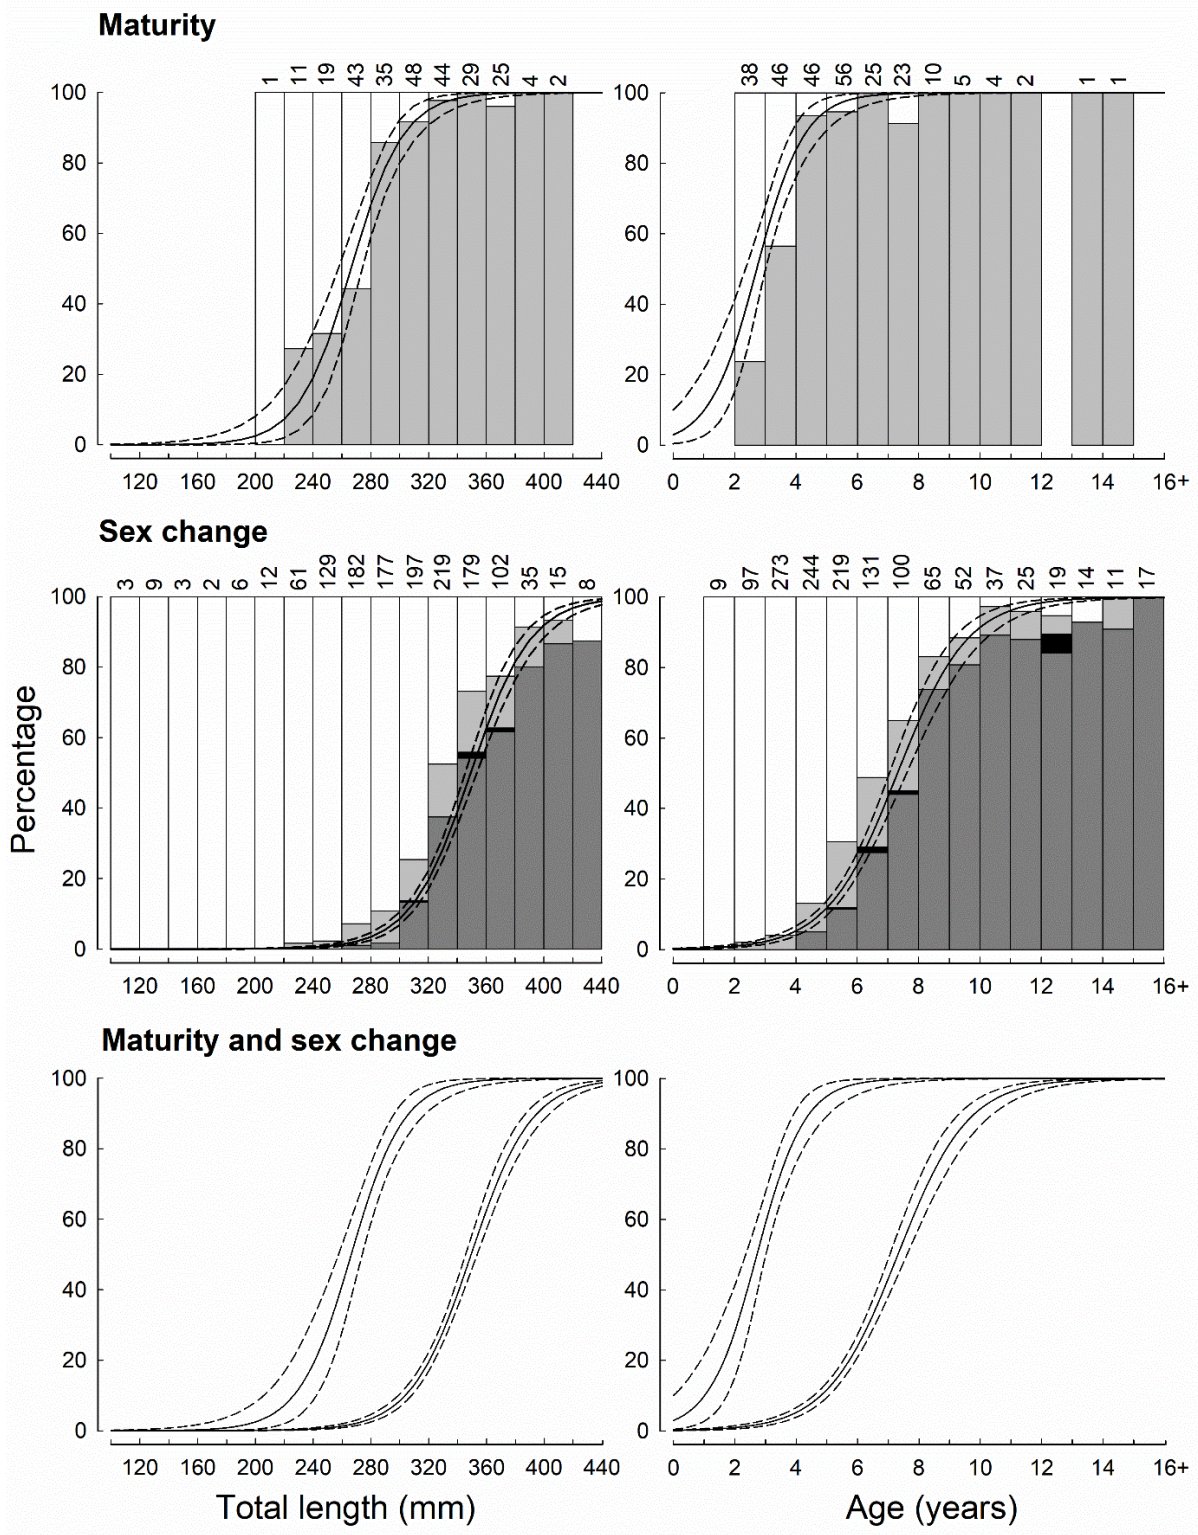 Maturity
1 11 19 43 35 48 44 29 25 4 2
38 46 46 56 25 23 10 5 4 2 1 1
100 100
80 80
60 60
40 40
20 20
0 0
120 160 200 240 280 320 360 400 440 0 2 4 6 8 10 12 14 16+
Sex change
3 9 3 2 6 12 61 129 182 177 197 219 179 102 35 15 8
9 97 273 244 219 131 100 65 52 37 25 19 14 11 17
100 100
80 80
60 60
40 40
20 20
0 0
Percentage
120 160 200 240 280 320 360 400 440 0 2 4 6 8 10 12 14 16+
Maturity and sex change
100 100
80 80
60 60
40 40
20 20
0 0
120 160 200 240 280 320 360 400 440 0 2 4 6 8 10 12 14 16+
Total length (mm) Age (years)